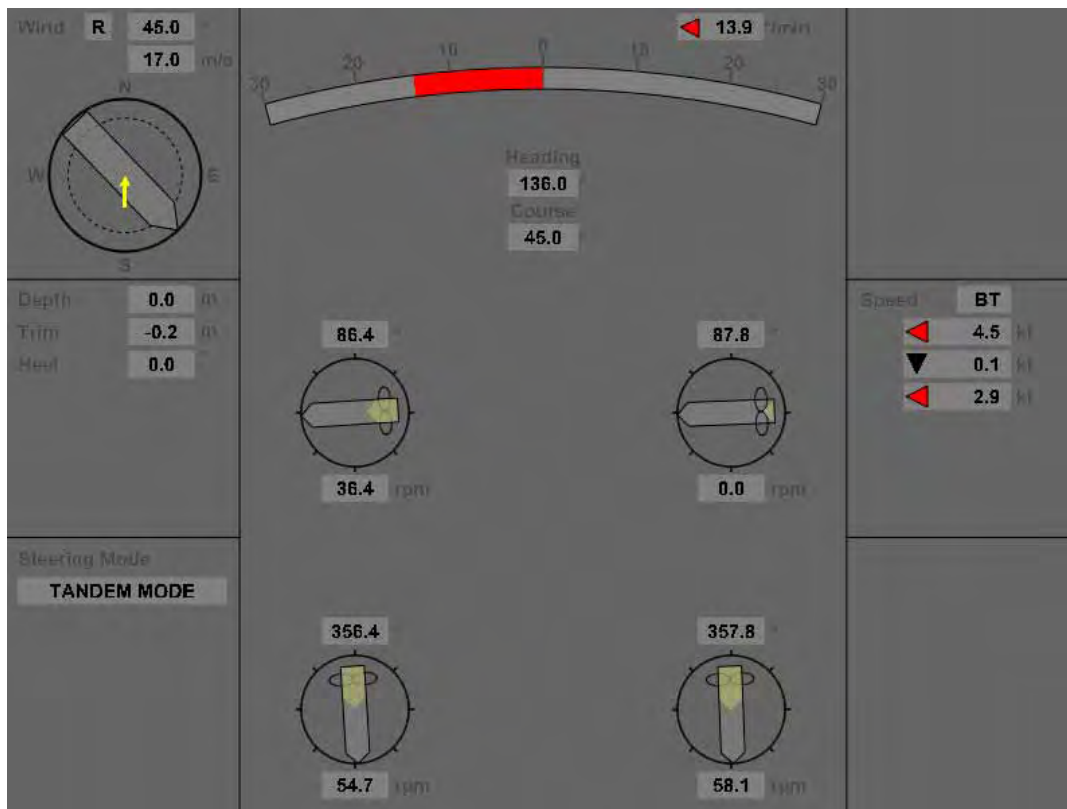 Wind R 45.0 °
17.0 m/s
N
W E
S
13.9 °/min
30 20 10 0 10 20 30
Heading
136.0 °
Course
45.0 °
Depth 0.0 m
Trim -0.2 m
Heel 0.0 °
86.4 °
36.4 rpm
87.8 °
0.0 rpm
Speed BT
4.5 kt
0.1 kt
2.9 kt
Steering Mode
TANDEM MODE
356.4 °
54.7 rpm
357.8 °
58.1 rpm